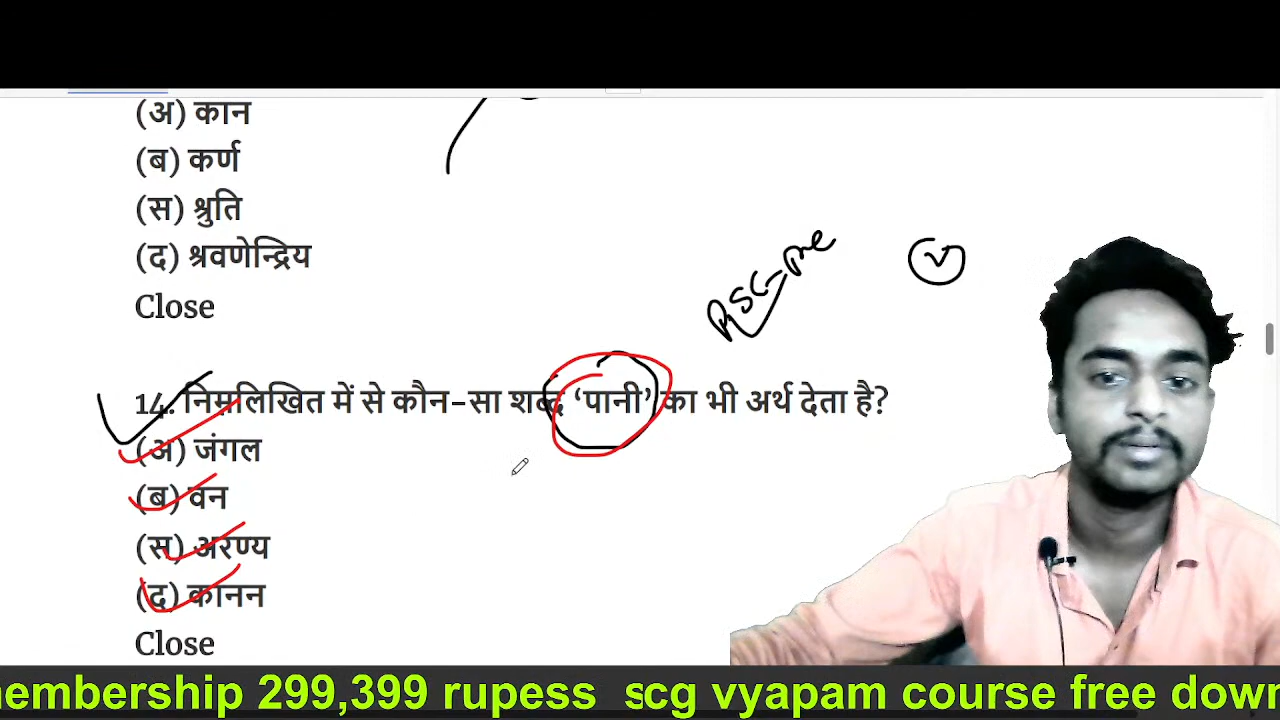 (अ) कान
(ब) कर्ण
(स) श्रुति
(द) श्रवणेन्द्रिय
Close
14. निम्नलिखित में से कौन-सा शब्द ‘पानी’ का भी अर्थ देता है?
(अ) जंगल
(ब) वन
(स) अरण्य
(द) कानन
Close
membership 299,399 rupess scg vyapam course free down